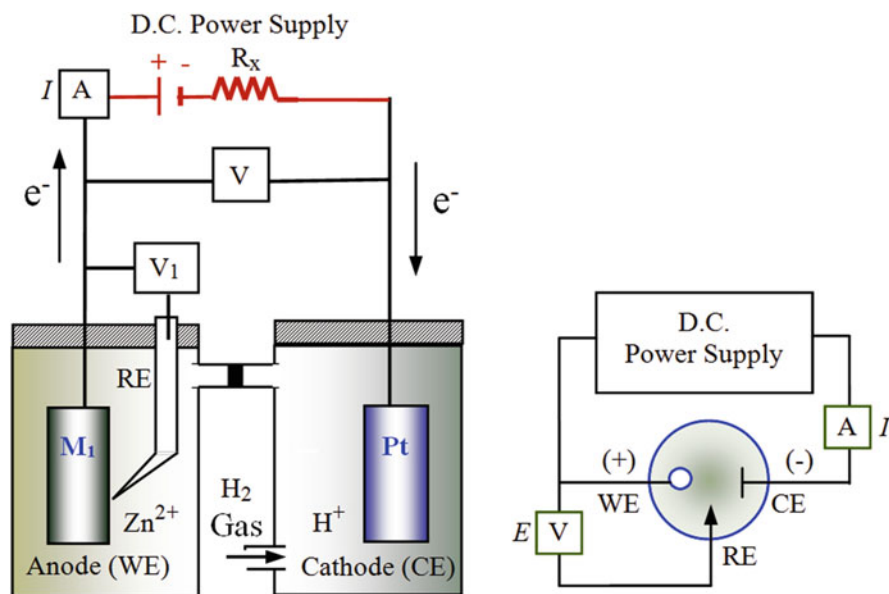 D.C. Power Supply
+ -
Rx
I A
V
e-
e-
V1
RE
M1
Pt
Zn2+
H2
Gas
H+
Anode (WE)
Cathode (CE)
D.C.
Power Supply
A I
(+) (-)
WE CE
E V
RE